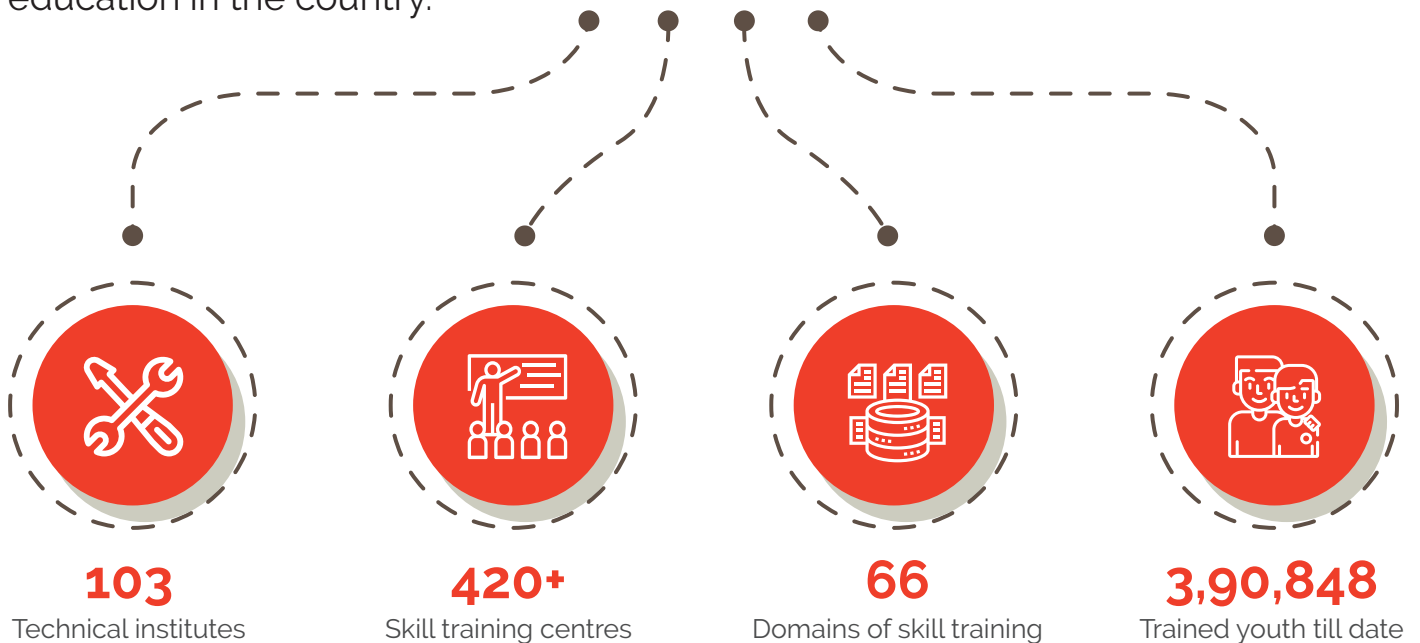 education in the country.
103
Technical institutes
420+
Skill training centres
66
Domains of skill training
3,90,848
Trained youth till date